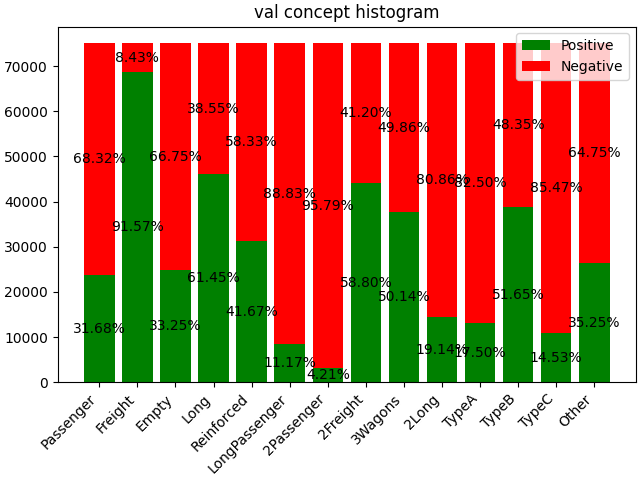 val concept histogram
Positive
Negative
70000
60000
50000
40000
30000
20000
10000
0
68.32%
31.68%
8.43%
91.57%
66.75%
33.25%
38.55%
61.45%
58.33%
41.67%
88.83%
11.17%
95.79%
4.21%
41.20%
58.80%
49.86%
50.14%
80.86%
19.14%
82.50%
17.50%
48.35%
51.65%
85.47%
14.53%
64.75%
35.25%
Passenger
Freight
Empty
Long
Reinforced
LongPassenger
2Passenger
2Freight
3Wagons
2Long
TypeA
TypeB
TypeC
Other